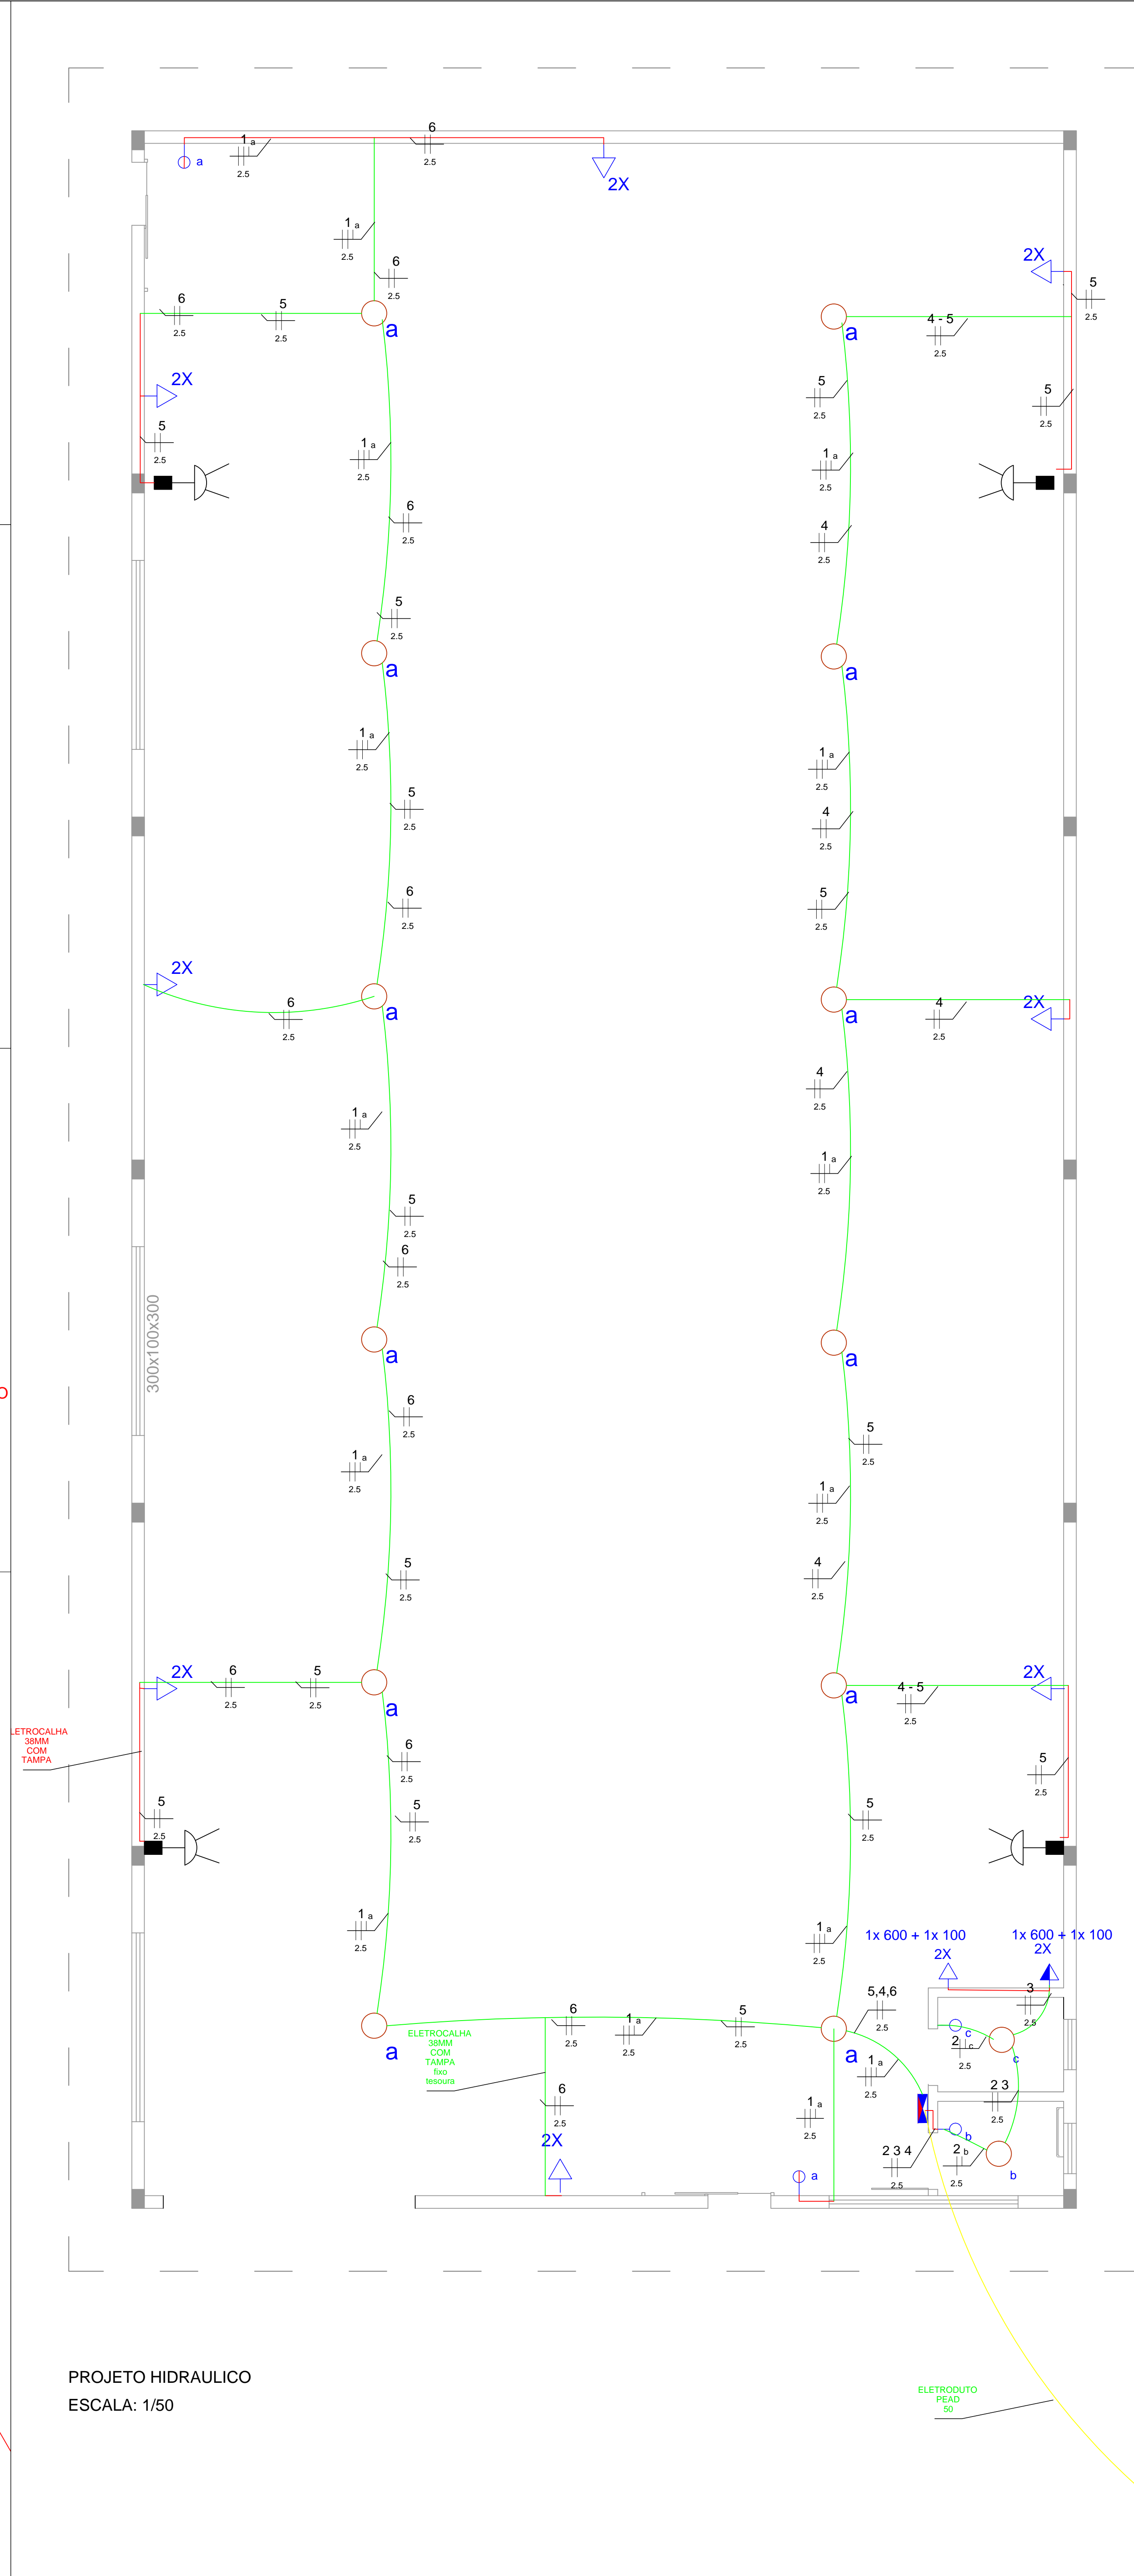 6
1 a
2.5
2.5
a
2X
1 a
2.5
6
2.5
2X
5
2.5
6
2.5
5
2.5
a
4 - 5
2.5
a
2X
5
2.5
5
2.5
5
2.5
1 a
2.5
1 a
2.5
6
2.5
4
2.5
5
2.5
a
a
1 a
2.5
1 a
2.5
5
2.5
4
2.5
6
2.5
5
2.5
2X
6
2.5
a
a
4
2.5
2X
4
2.5
1 a
2.5
1 a
2.5
5
2.5
6
2.5
300x100x300
a
a
6
2.5
5
2.5
1 a
2.5
1 a
2.5
5
2.5
4
2.5
O
2X
6
2.5
5
2.5
a
a
4 - 5
2.5
2X
LETROCALHA
38MM
COM
TAMPA
6
2.5
5
2.5
5
2.5
5
2.5
5
2.5
1 a
2.5
1 a
2.5
1x 600 + 1x 100
2X
1x 600 + 1x 100
2X
5,4,6
2.5
3
2.5
a
6
2.5
1 a
2.5
5
2.5
a
c
2 c
2.5
c
ELETROCALHA
38MM
COM
TAMPA
fixo
tesoura
1 a
2.5
2 3
2.5
6
2.5
1 a
2.5
2X
b
2 3 4
2.5
2 b
2.5
b
a
PROJETO HIDRAULICO
ESCALA: 1/50
ELETRODUTO
PEAD
50